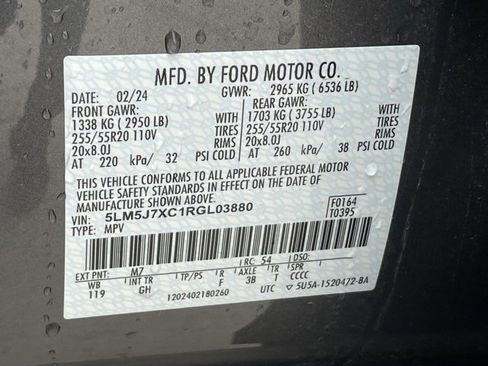 MFD. BY FORD MOTOR CO.
DATE: 02/24 GVWR: 2965 KG (6536 LB)
FRONT GAWR: REAR GAWR:
1338 KG (2950 LB) WITH 1703 KG (3755 LB) WITH
255/55R20 110V TIRES 255/55R20 110V TIRES
20x8.0J RIMS 20x8.0J RIMS
AT 220 kPa/ 32 PSI COLD AT 260 kPa/ 38 PSI COLD
THIS VEHICLE CONFORMS TO ALL APPLICABLE FEDERAL MOTOR
VEHICLE SAFETY AND THEFT PREVENTION STANDARDS IN EFFECT ON THE DATE OF
MANUFACTURE SHOWN ABOVE.
VIN: 5LM5J7XC1RGL03880 F0164
TYPE: MPV T0395
EXT PNT: M7 RC: 54 DSO:
WB INT TR TP/PS R AXLE T SPR
119 GH 3B T CCCC
1202402180260 UTC 5U5A-1520472-BA